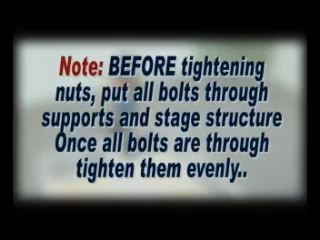 Note: BEFORE tightening
nuts, put all bolts through
supports and stage structure
Once all bolts are through
tighten them evenly..